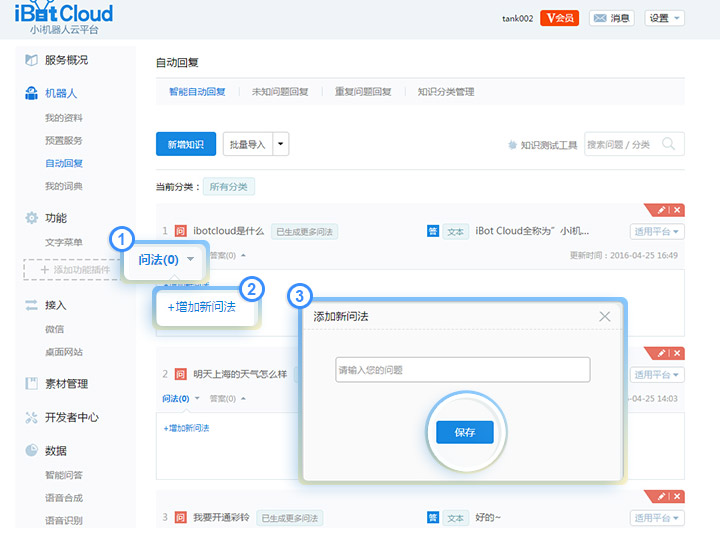 iBot Cloud
小i机器人云平台
tank002 V会员 消息 设置
服务概况
机器人
我的资料
预置服务
自动回复
我的词典
功能
文字菜单
添加功能插件
接入
微信
桌面网站
素材管理
开发者中心
数据
智能问答
语音合成
语音识别
自动回复
智能自动回复 未知问题回复 重复问题回复 知识分类管理
新增知识 批量导入 知识测试工具 搜索问题 / 分类
当前分类： 所有分类
1 问 ibotcloud是什么 已生成更多问法 答 文本 iBot Cloud全称为”小i机... 适用平台
1 问法(0) 答案(0) 更新时间：2016-04-25 16:49
2 +增加新问法
3 添加新问法
请输入您的问题
保存
2 问 明天上海的天气怎么样 适用平台
问法(0) 答案(0) -04-25 14:03
+增加新问法
3 问 我要开通彩铃 已生成更多问法 答 文本 好的~ 适用平台